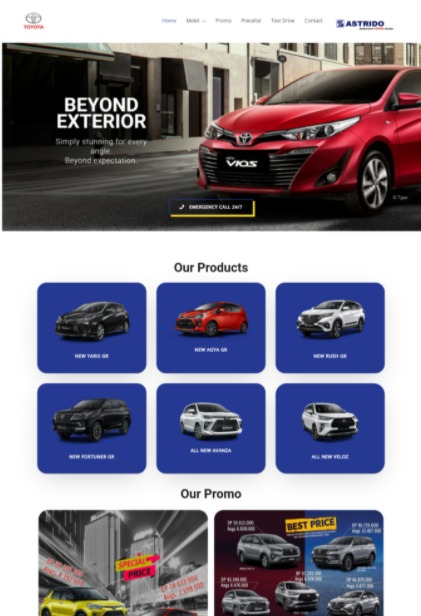 TOYOTA
Home Mobil Promo Pricelist Test Drive Contact
ASTRIDO
BEYOND
EXTERIOR
Simply stunning for every
angle.
Beyond expectation.
VIOS
G Type
EMERGENCY CALL 24/7
Our Products
NEW YARIS GR
NEW AGYA GR
NEW RUSH GR
NEW FORTUNER GR
ALL NEW AVANZA
ALL NEW VELOZ
Our Promo
SPECIAL
PRICE
BEST PRICE